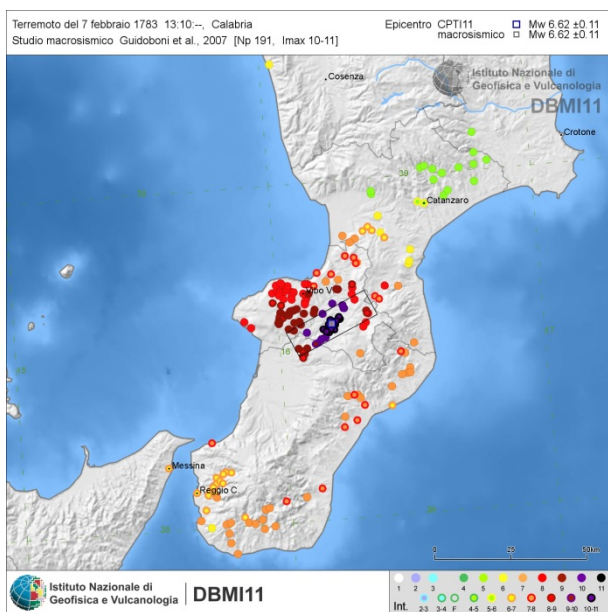 Terremoto del 7 febbraio 1783 13:10:--, Calabria
Studio macrosismico Guidoboni et al., 2007 [Np 191, Imax 10-11]
Epicentro CPTI11 Mw 6.62 ±0.11
macrosismico Mw 6.62 ±0.11
Istituto Nazionale di
Geofisica e Vulcanologia
DBMI11
Cosenza
Crotone
39
Catanzaro
Vibo V
16
Messina
Reggio C.
0 50km
Istituto Nazionale di
Geofisica e Vulcanologia
DBMI11
1 2 3 4 5 6 7 8 9 10 11
Int. 2-3 3-4 F 4-5 5-6 6-7 7-8 8-9 9-10 10-11